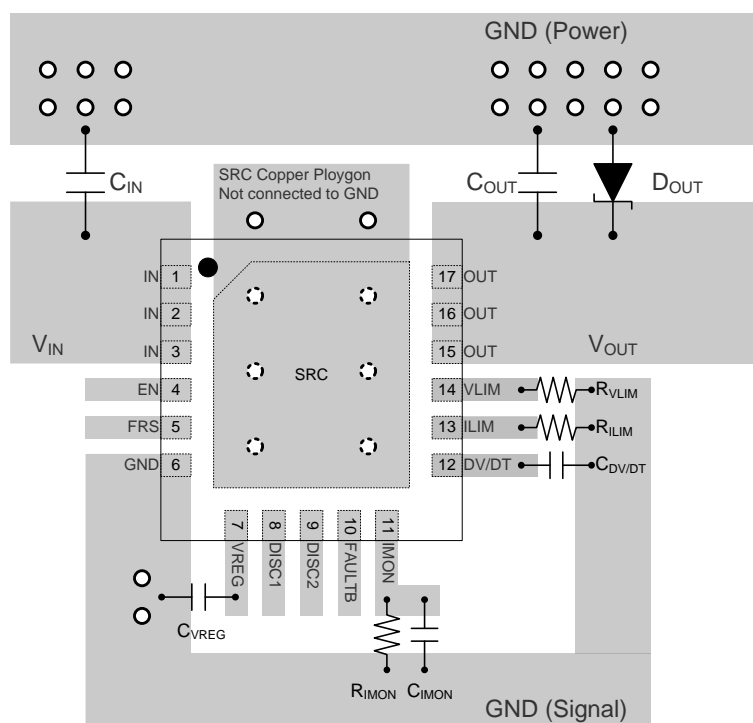 GND (Power)
SRC Copper Ploygon
Not connected to GND
CIN
COUT
DOUT
IN 1
17 OUT
IN 2
16 OUT
IN 3
15 OUT
VIN
VOUT
SRC
EN 4
14 VLIM
RVLIM
FRS 5
13 ILIM
RILIM
GND 6
12 DV/DT
CDV/DT
7 VREG
8 DISC1
9 DISC2
10 FAULTB
11 IMON
CVREG
RIMON
CIMON
GND (Signal)